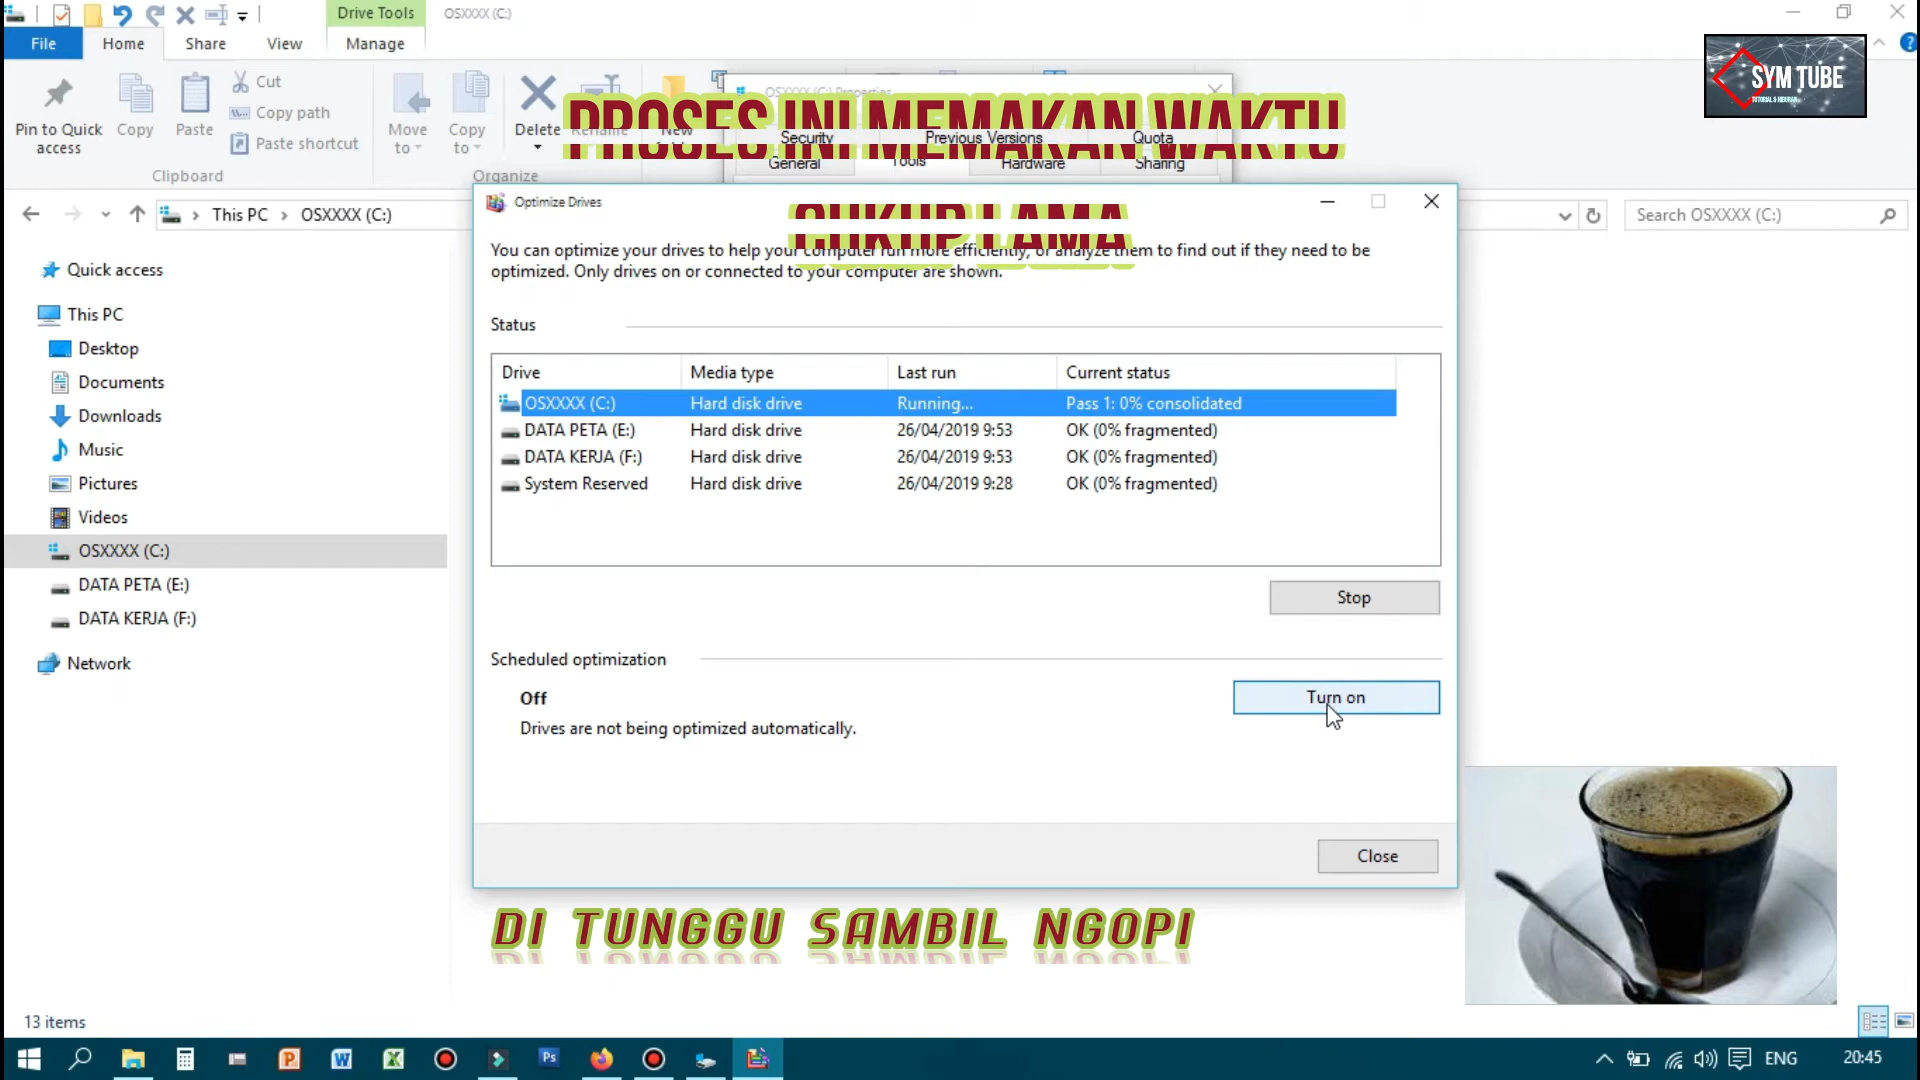 Drive Tools OSXXXX (C:)
File Home Share View Manage
Pin to Quick access
Copy
Paste
Cut
Copy path
Paste shortcut
Move to
Copy to
Delete
Rename
New
Clipboard
Organize
SYM TUBE
TUTORIAL & HIBURAN
OSXXXX (C:) Properties
PROSES INI MEMAKAN WAKTU
Security Previous Versions Quota
General Tools Hardware Sharing
This PC OSXXXX (C:)
Search OSXXXX (C:)
Optimize Drives
CUKUP LAMA
You can optimize your drives to help your computer run more efficiently, or analyze them to find out if they need to be
optimized. Only drives on or connected to your computer are shown.
Status
Drive Media type Last run Current status
OSXXXX (C:) Hard disk drive Running... Pass 1: 0% consolidated
DATA PETA (E:) Hard disk drive 26/04/2019 9:53 OK (0% fragmented)
DATA KERJA (F:) Hard disk drive 26/04/2019 9:53 OK (0% fragmented)
System Reserved Hard disk drive 26/04/2019 9:28 OK (0% fragmented)
Stop
Scheduled optimization
Off
Turn on
Drives are not being optimized automatically.
Close
Quick access
This PC
Desktop
Documents
Downloads
Music
Pictures
Videos
OSXXXX (C:)
DATA PETA (E:)
DATA KERJA (F:)
Network
DI TUNGGU SAMBIL NGOPI
13 items
Ps
ENG
20:45